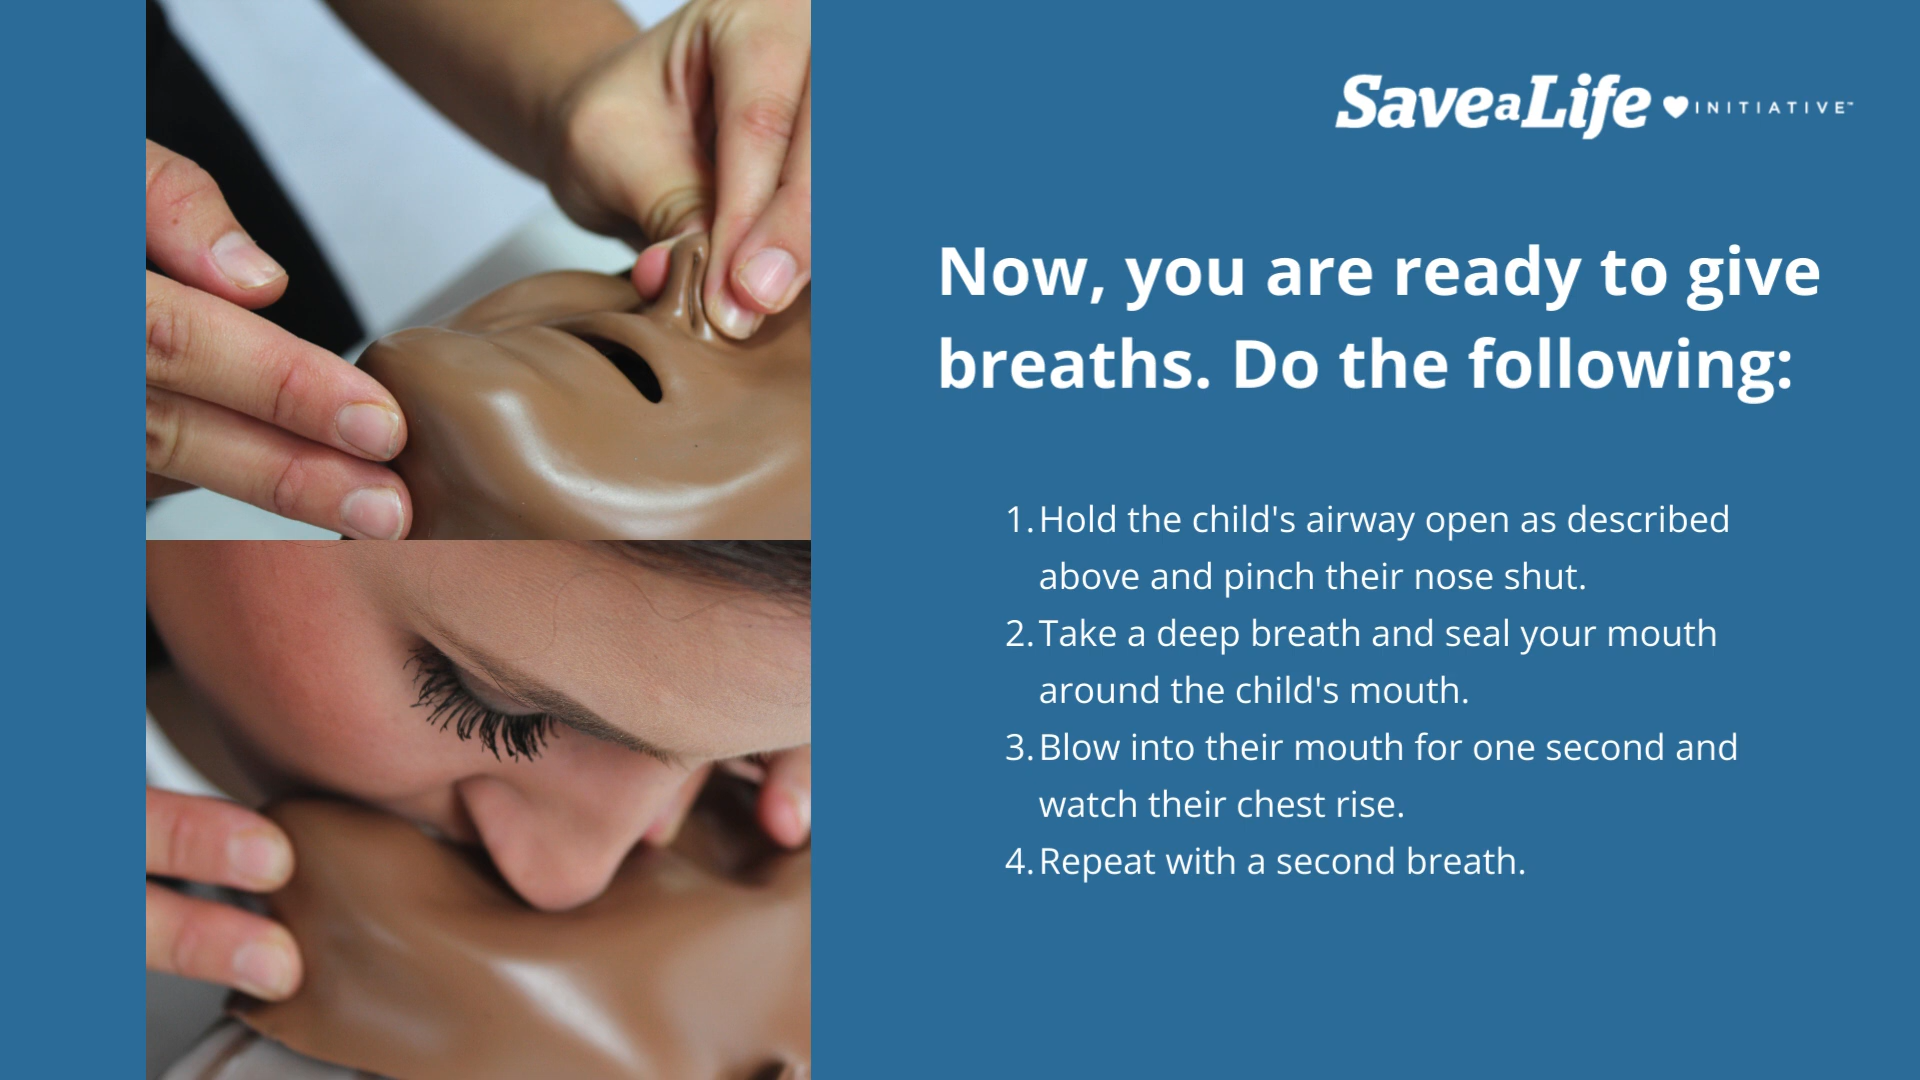 SaveaLife INITIATIVE™
Now, you are ready to give
breaths. Do the following:
1. Hold the child's airway open as described
above and pinch their nose shut.
2. Take a deep breath and seal your mouth
around the child's mouth.
3. Blow into their mouth for one second and
watch their chest rise.
4. Repeat with a second breath.